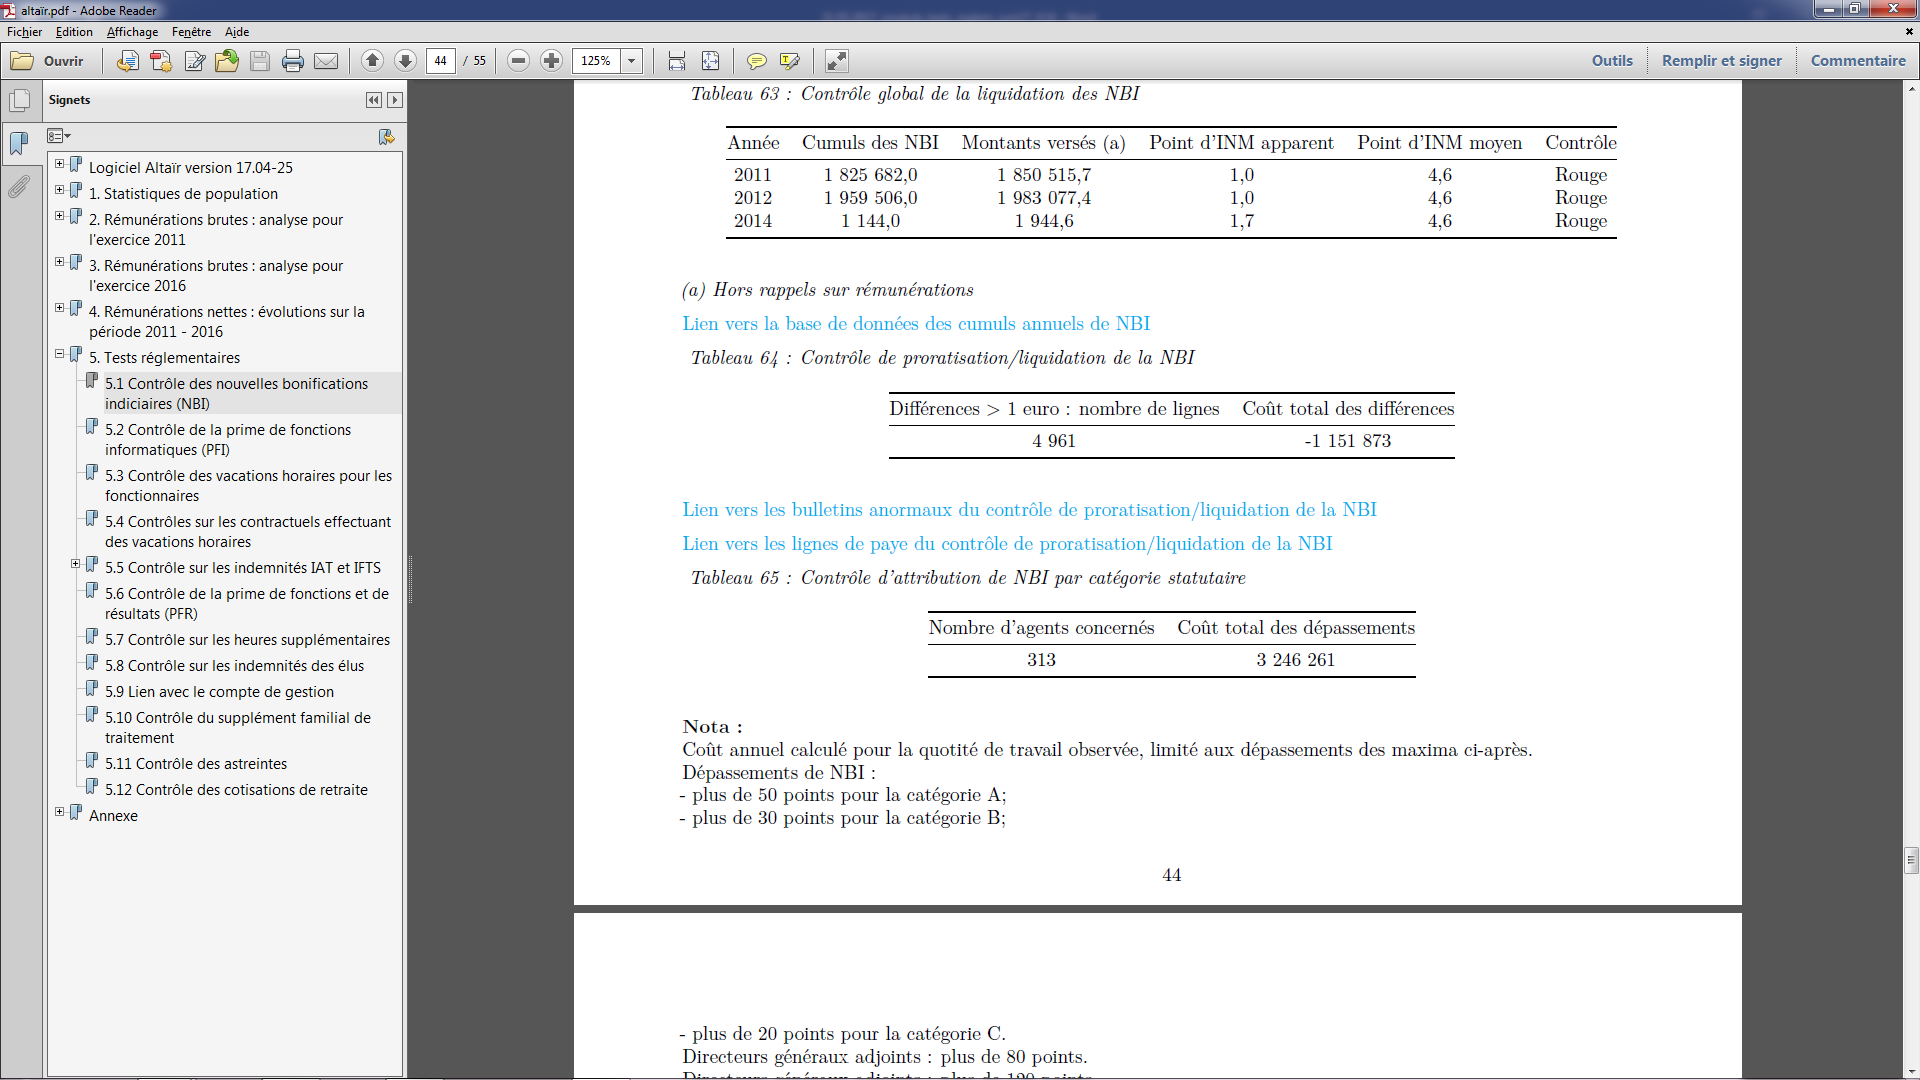 altaïr.pdf - Adobe Reader
Fichier Edition Affichage Fenêtre Aide
Ouvrir 44 / 55 125% Outils Remplir et signer Commentaire
Signets
Logiciel Altaïr version 17.04-25
1. Statistiques de population
2. Rémunérations brutes : analyse pour
l'exercice 2011
3. Rémunérations brutes : analyse pour
l'exercice 2016
4. Rémunérations nettes : évolutions sur la
période 2011 - 2016
5. Tests réglementaires
5.1 Contrôle des nouvelles bonifications
indiciaires (NBI)
5.2 Contrôle de la prime de fonctions
informatiques (PFI)
5.3 Contrôle des vacations horaires pour les
fonctionnaires
5.4 Contrôles sur les contractuels effectuant
des vacations horaires
5.5 Contrôle sur les indemnités IAT et IFTS
5.6 Contrôle de la prime de fonctions et de
résultats (PFR)
5.7 Contrôle sur les heures supplémentaires
5.8 Contrôle sur les indemnités des élus
5.9 Lien avec le compte de gestion
5.10 Contrôle du supplément familial de
traitement
5.11 Contrôle des astreintes
5.12 Contrôle des cotisations de retraite
Annexe
Tableau 63 : Contrôle global de la liquidation des NBI
Année Cumuls des NBI Montants versés (a) Point d'INM apparent Point d'INM moyen Contrôle
2011 1 825 682,0 1 850 515,7 1,0 4,6 Rouge
2012 1 959 506,0 1 983 077,4 1,0 4,6 Rouge
2014 1 144,0 1 944,6 1,7 4,6 Rouge
(a) Hors rappels sur rémunérations
Lien vers la base de données des cumuls annuels de NBI
Tableau 64 : Contrôle de proratisation/liquidation de la NBI
Différences > 1 euro : nombre de lignes Coût total des différences
4 961 -1 151 873
Lien vers les bulletins anormaux du contrôle de proratisation/liquidation de la NBI
Lien vers les lignes de paye du contrôle de proratisation/liquidation de la NBI
Tableau 65 : Contrôle d'attribution de NBI par catégorie statutaire
Nombre d'agents concernés Coût total des dépassements
313 3 246 261
Nota :
Coût annuel calculé pour la quotité de travail observée, limité aux dépassements des maxima ci-après.
Dépassements de NBI :
- plus de 50 points pour la catégorie A;
- plus de 30 points pour la catégorie B;
44
- plus de 20 points pour la catégorie C.
Directeurs généraux adjoints : plus de 80 points.
Directeurs généraux adjoints : plus de 120 points.